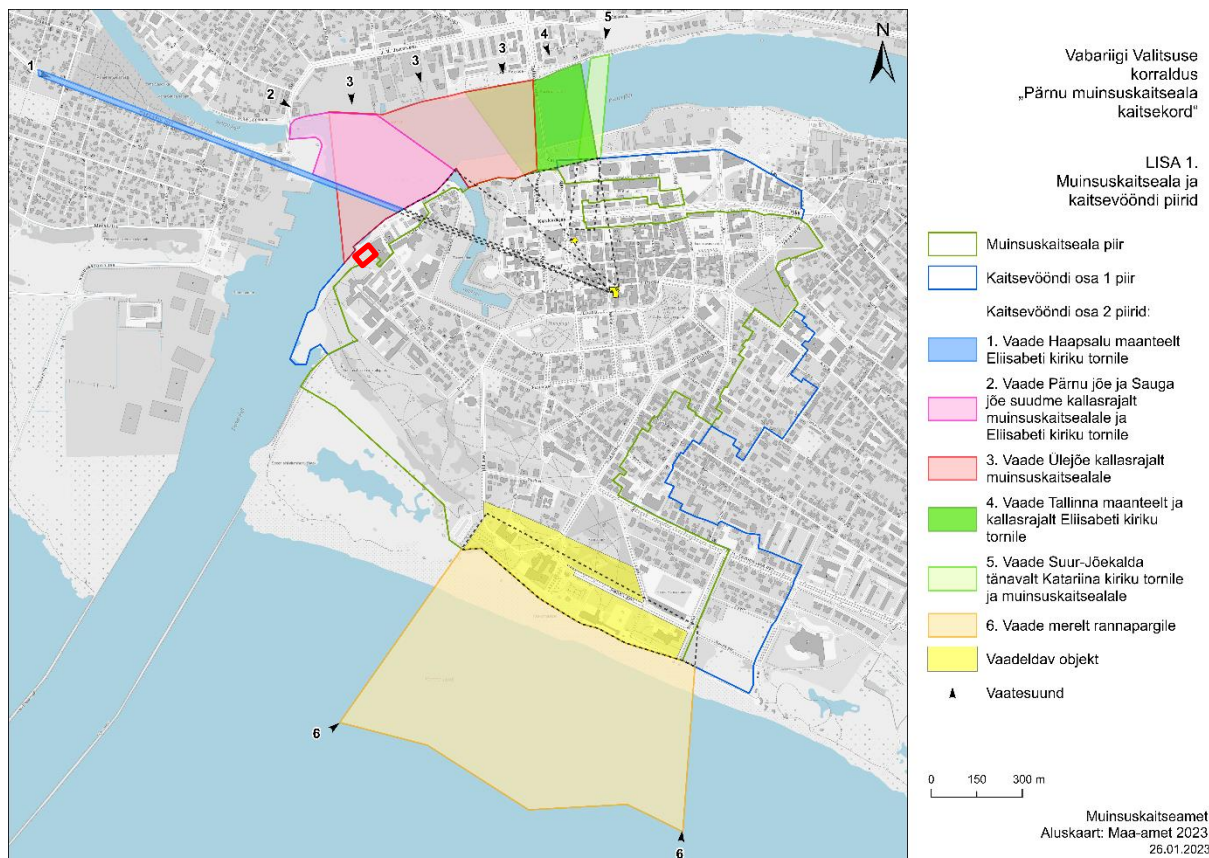 1
2
3
3
3
4
5
6
6
N
Vabariigi Valitsuse
korraldus
„Pärnu muinsuskaitseala
kaitsekord“
LISA 1.
Muinsuskaitseala ja
kaitsevööndi piirid
Muinsuskaitseala piir
Kaitsevööndi osa 1 piir
Kaitsevööndi osa 2 piirid:
1. Vaade Haapsalu maanteelt
Eliisabeti kiriku tornile
2. Vaade Pärnu jõe ja Sauga
jõe suudme kallasrajalt
muinsuskaitsealale ja
Eliisabeti kiriku tornile
3. Vaade Ülejõe kallasrajalt
muinsuskaitsealale
4. Vaade Tallinna maanteelt ja
kallasrajalt Eliisabeti kiriku
tornile
5. Vaade Suur-Jõekalda
tänavalt Katariina kiriku tornile
ja muinsuskaitsealale
6. Vaade merelt rannapargile
Vaadeldav objekt
Vaatesuund
0 150 300 m
Muinsuskaitseamet
Aluskaart: Maa-amet 2023
26.01.2023